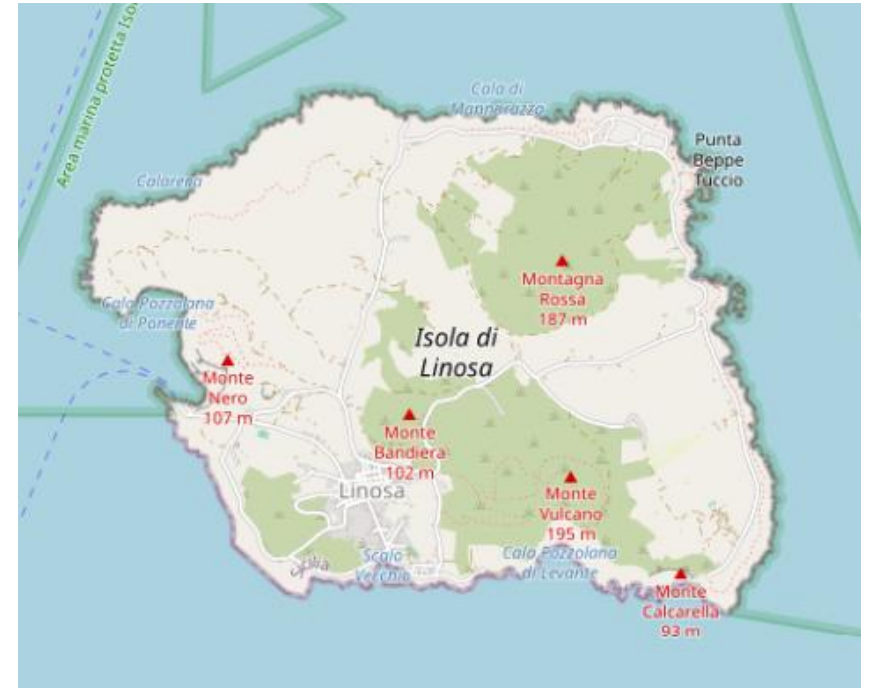 Area marina protetta Iso
Cala di
Mannarazza
Punta
Beppe
Tuccio
Calarena
Montagna
Rossa
187 m
Cala Pozzolana
di Ponente
Isola di
Linosa
Monte
Nero
107 m
Monte
Bandiera
102 m
Linosa
Monte
Vulcano
195 m
Scalo
Vecchio
Cala Pozzolana
di Levante
Monte
Calcarella
93 m